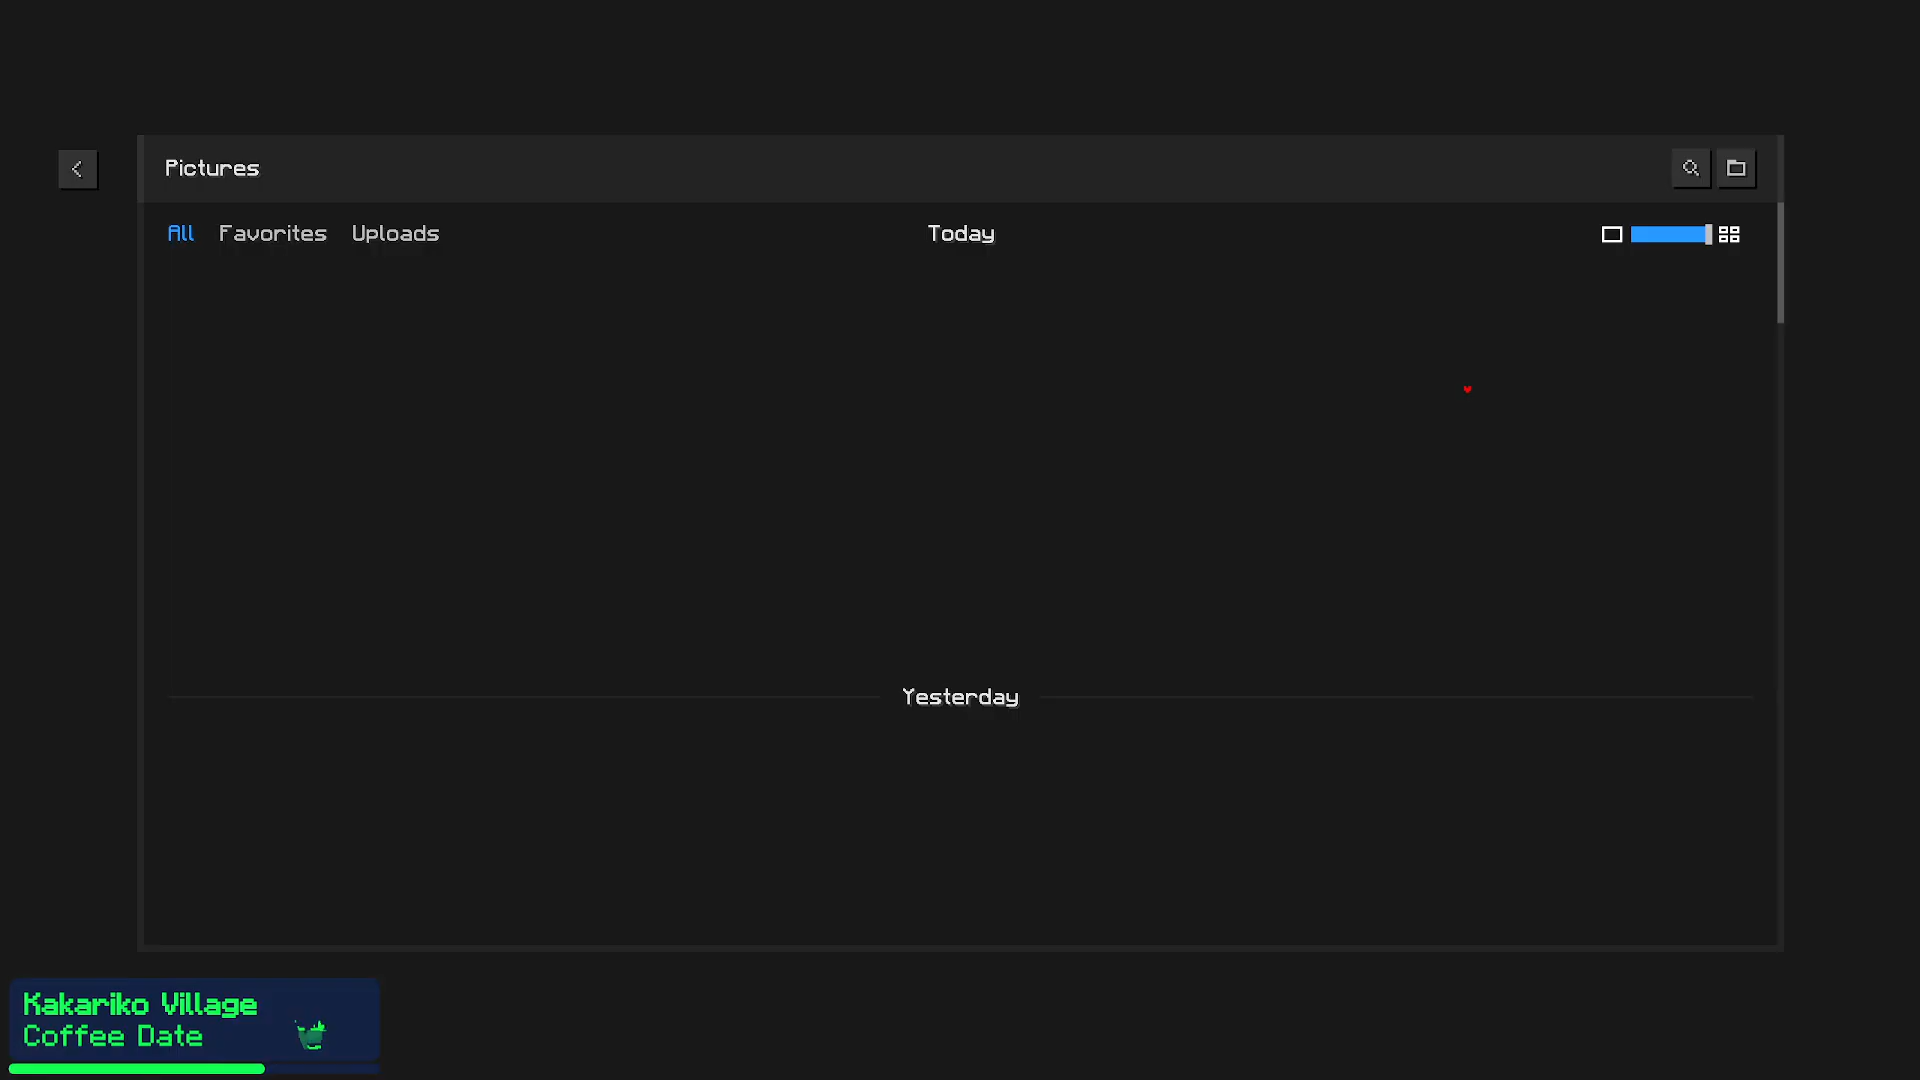 Pictures
All Favorites Uploads Today
Yesterday
Kakariko Village
Coffee Date